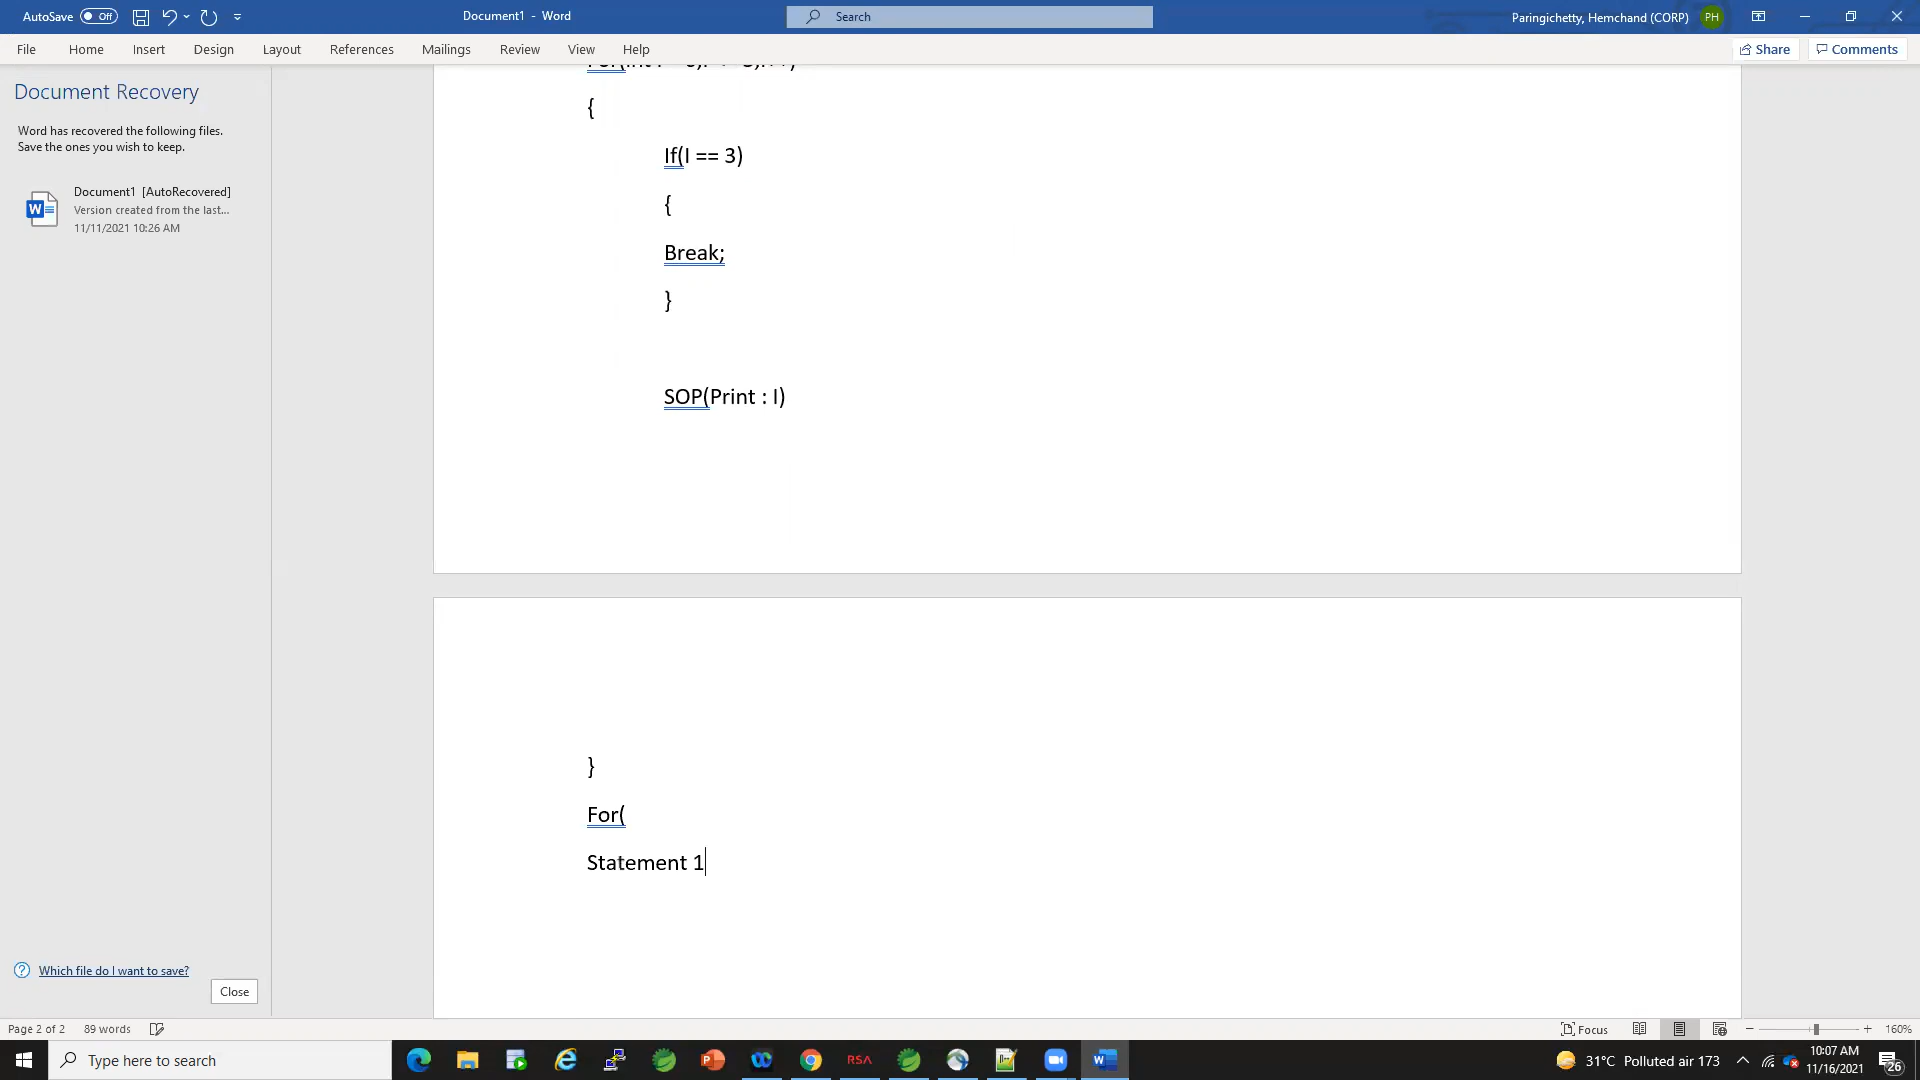 AutoSave Off
Document1 - Word
Search
Paringichetty, Hemchand (CORP) PH
File Home Insert Design Layout References Mailings Review View Help
Share Comments
Document Recovery
Word has recovered the following files.
Save the ones you wish to keep.
Document1 [AutoRecovered]
Version created from the last...
11/11/2021 10:26 AM
{
If(I == 3)
{
Break;
}
SOP(Print : I)
}
For(
Statement 1
Which file do I want to save?
Close
Page 2 of 2 89 words
Focus
160%
Type here to search
RSA
31°C Polluted air 173
10:07 AM
11/16/2021
26